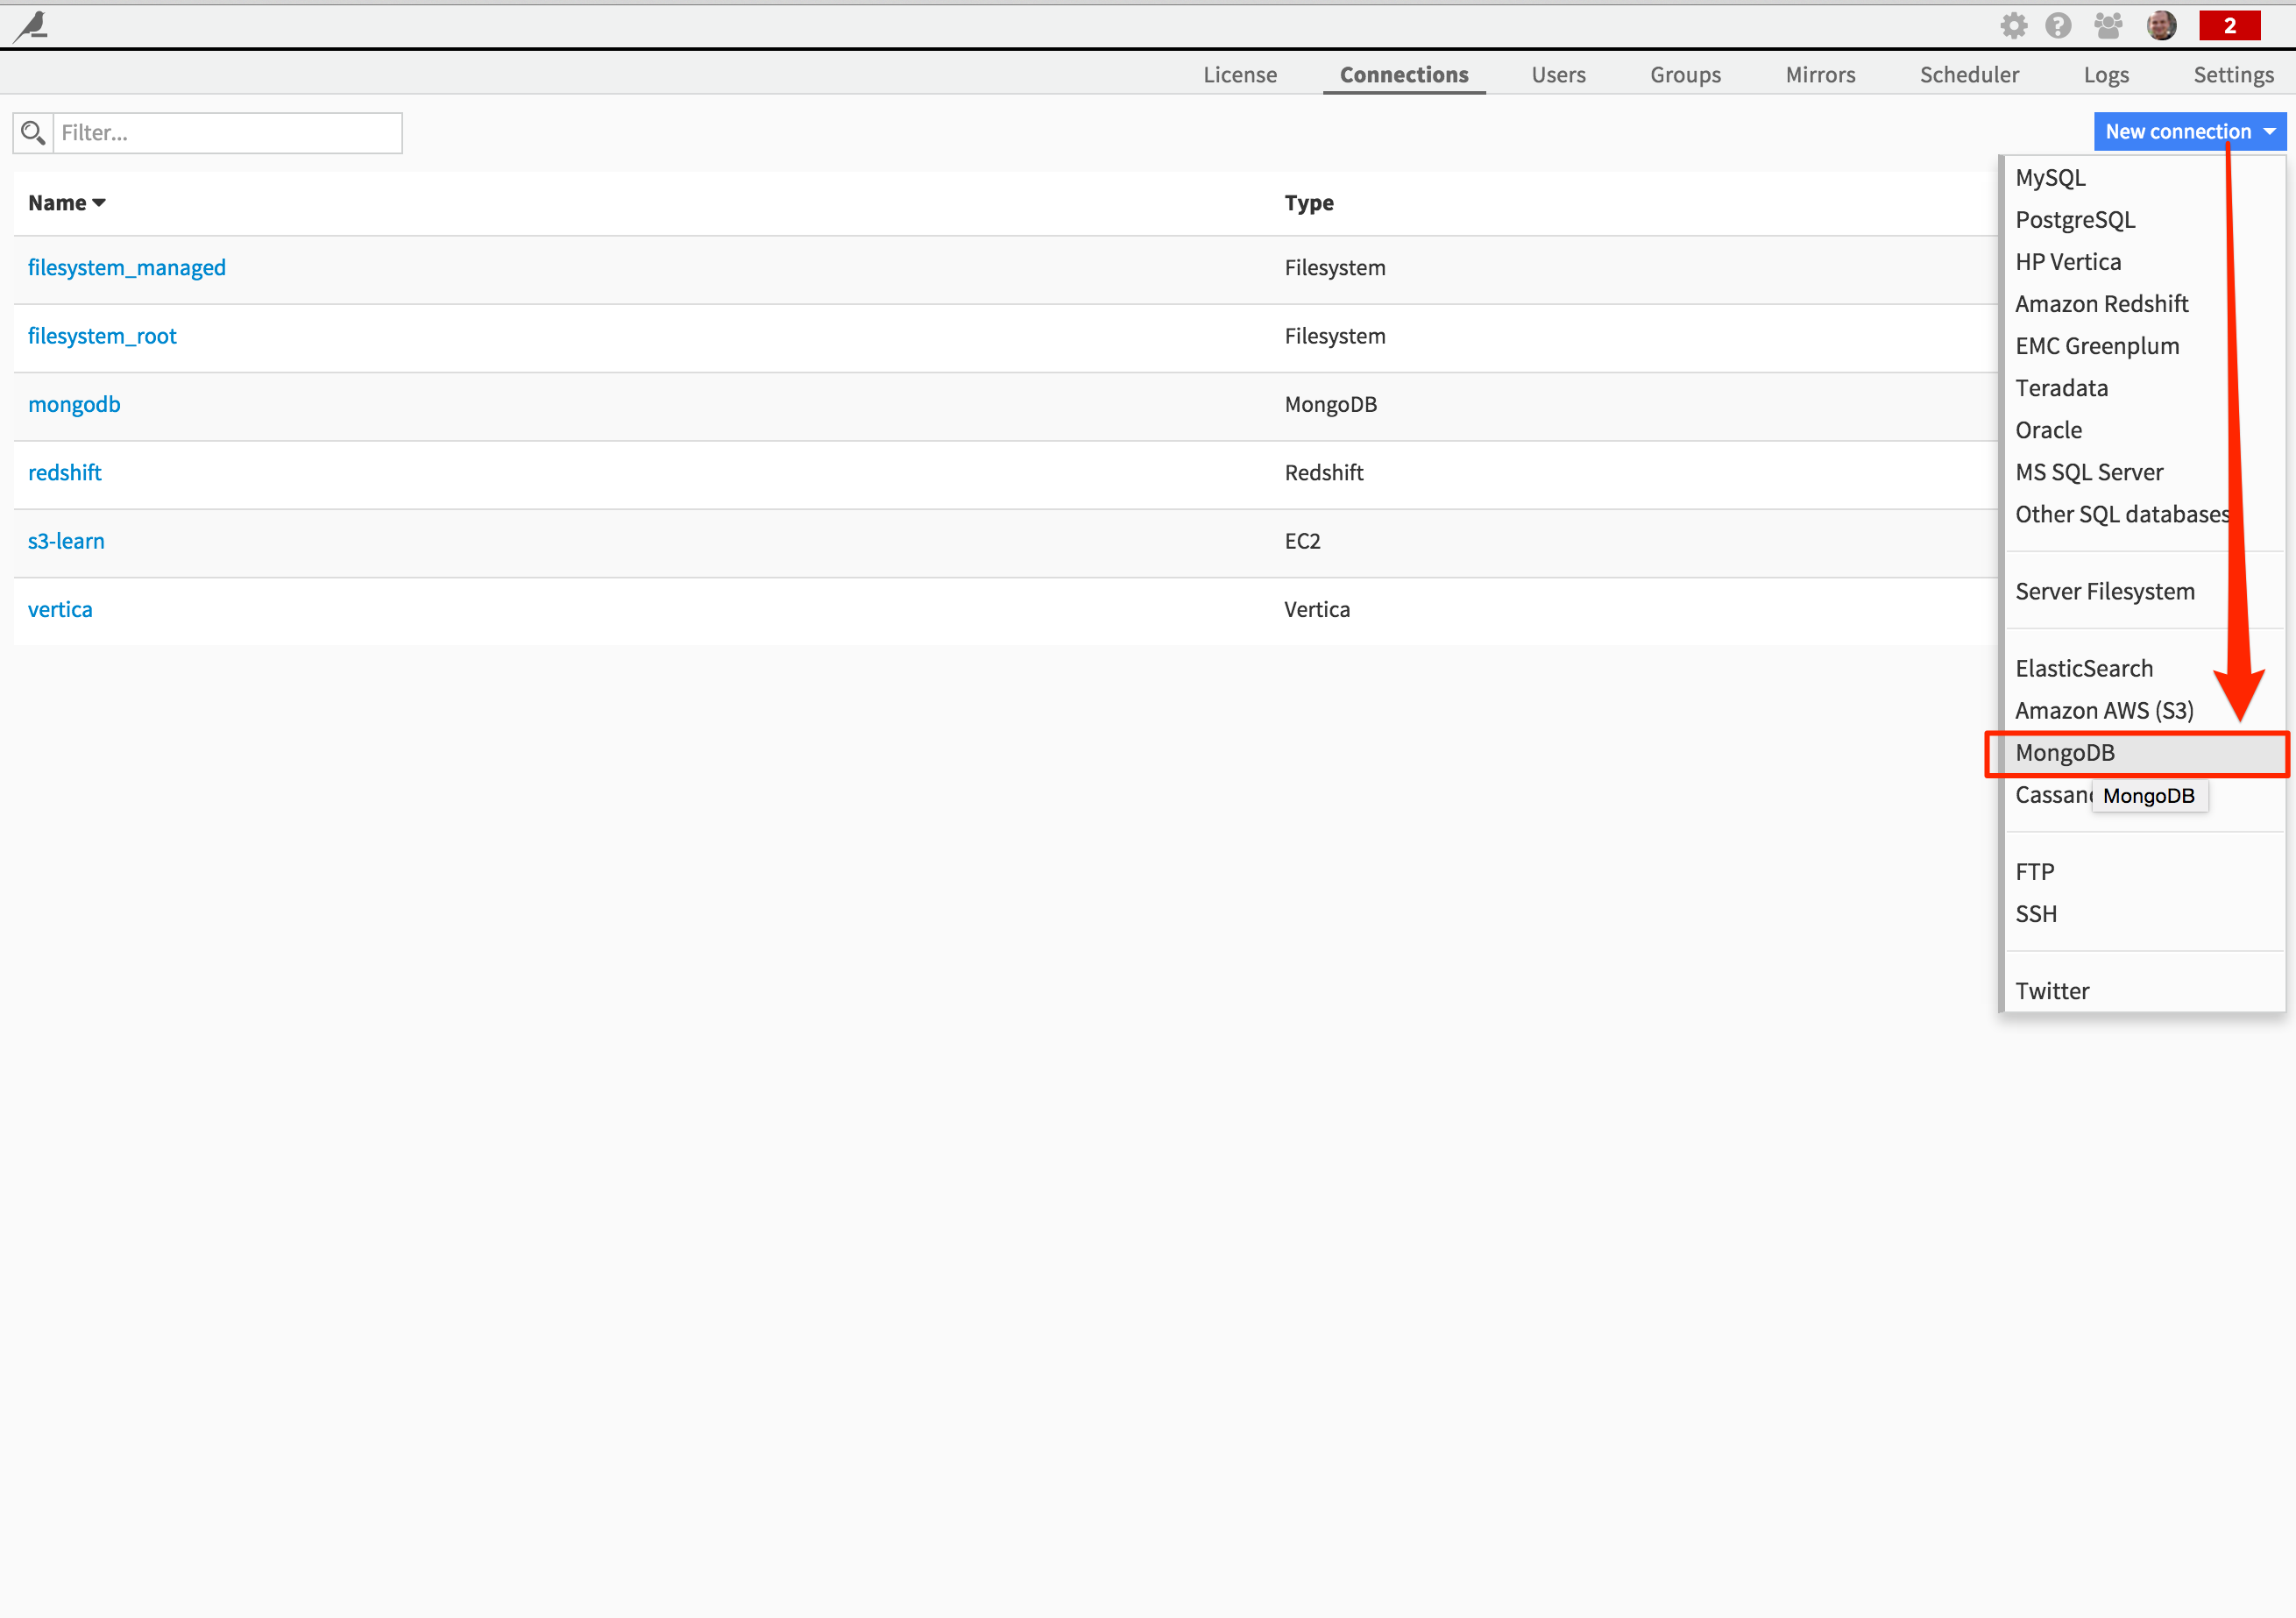 2
License Connections Users Groups Mirrors Scheduler Logs Settings
Filter...
New connection
Name Type
filesystem_managed Filesystem
filesystem_root Filesystem
mongodb MongoDB
redshift Redshift
s3-learn EC2
vertica Vertica
MySQL
PostgreSQL
HP Vertica
Amazon Redshift
EMC Greenplum
Teradata
Oracle
MS SQL Server
Other SQL databases
Server Filesystem
ElasticSearch
Amazon AWS (S3)
MongoDB
MongoDB
FTP
SSH
Twitter